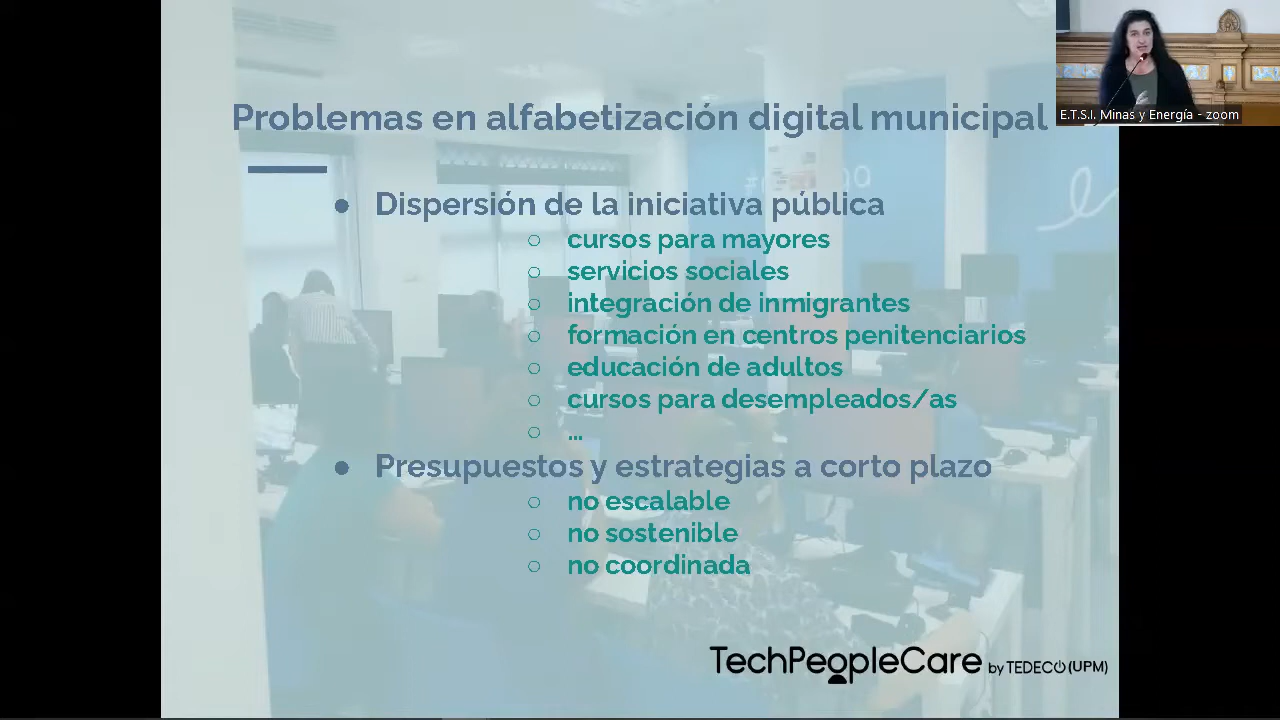 Problemas en alfabetización digital municipal
E.T.S.I. Minas y Energía - zoom
● Dispersión de la iniciativa pública
○ cursos para mayores
○ servicios sociales
○ integración de inmigrantes
○ formación en centros penitenciarios
○ educación de adultos
○ cursos para desempleados/as
○ ...
● Presupuestos y estrategias a corto plazo
○ no escalable
○ no sostenible
○ no coordinada
TechPeopleCare by TEDECO (UPM)